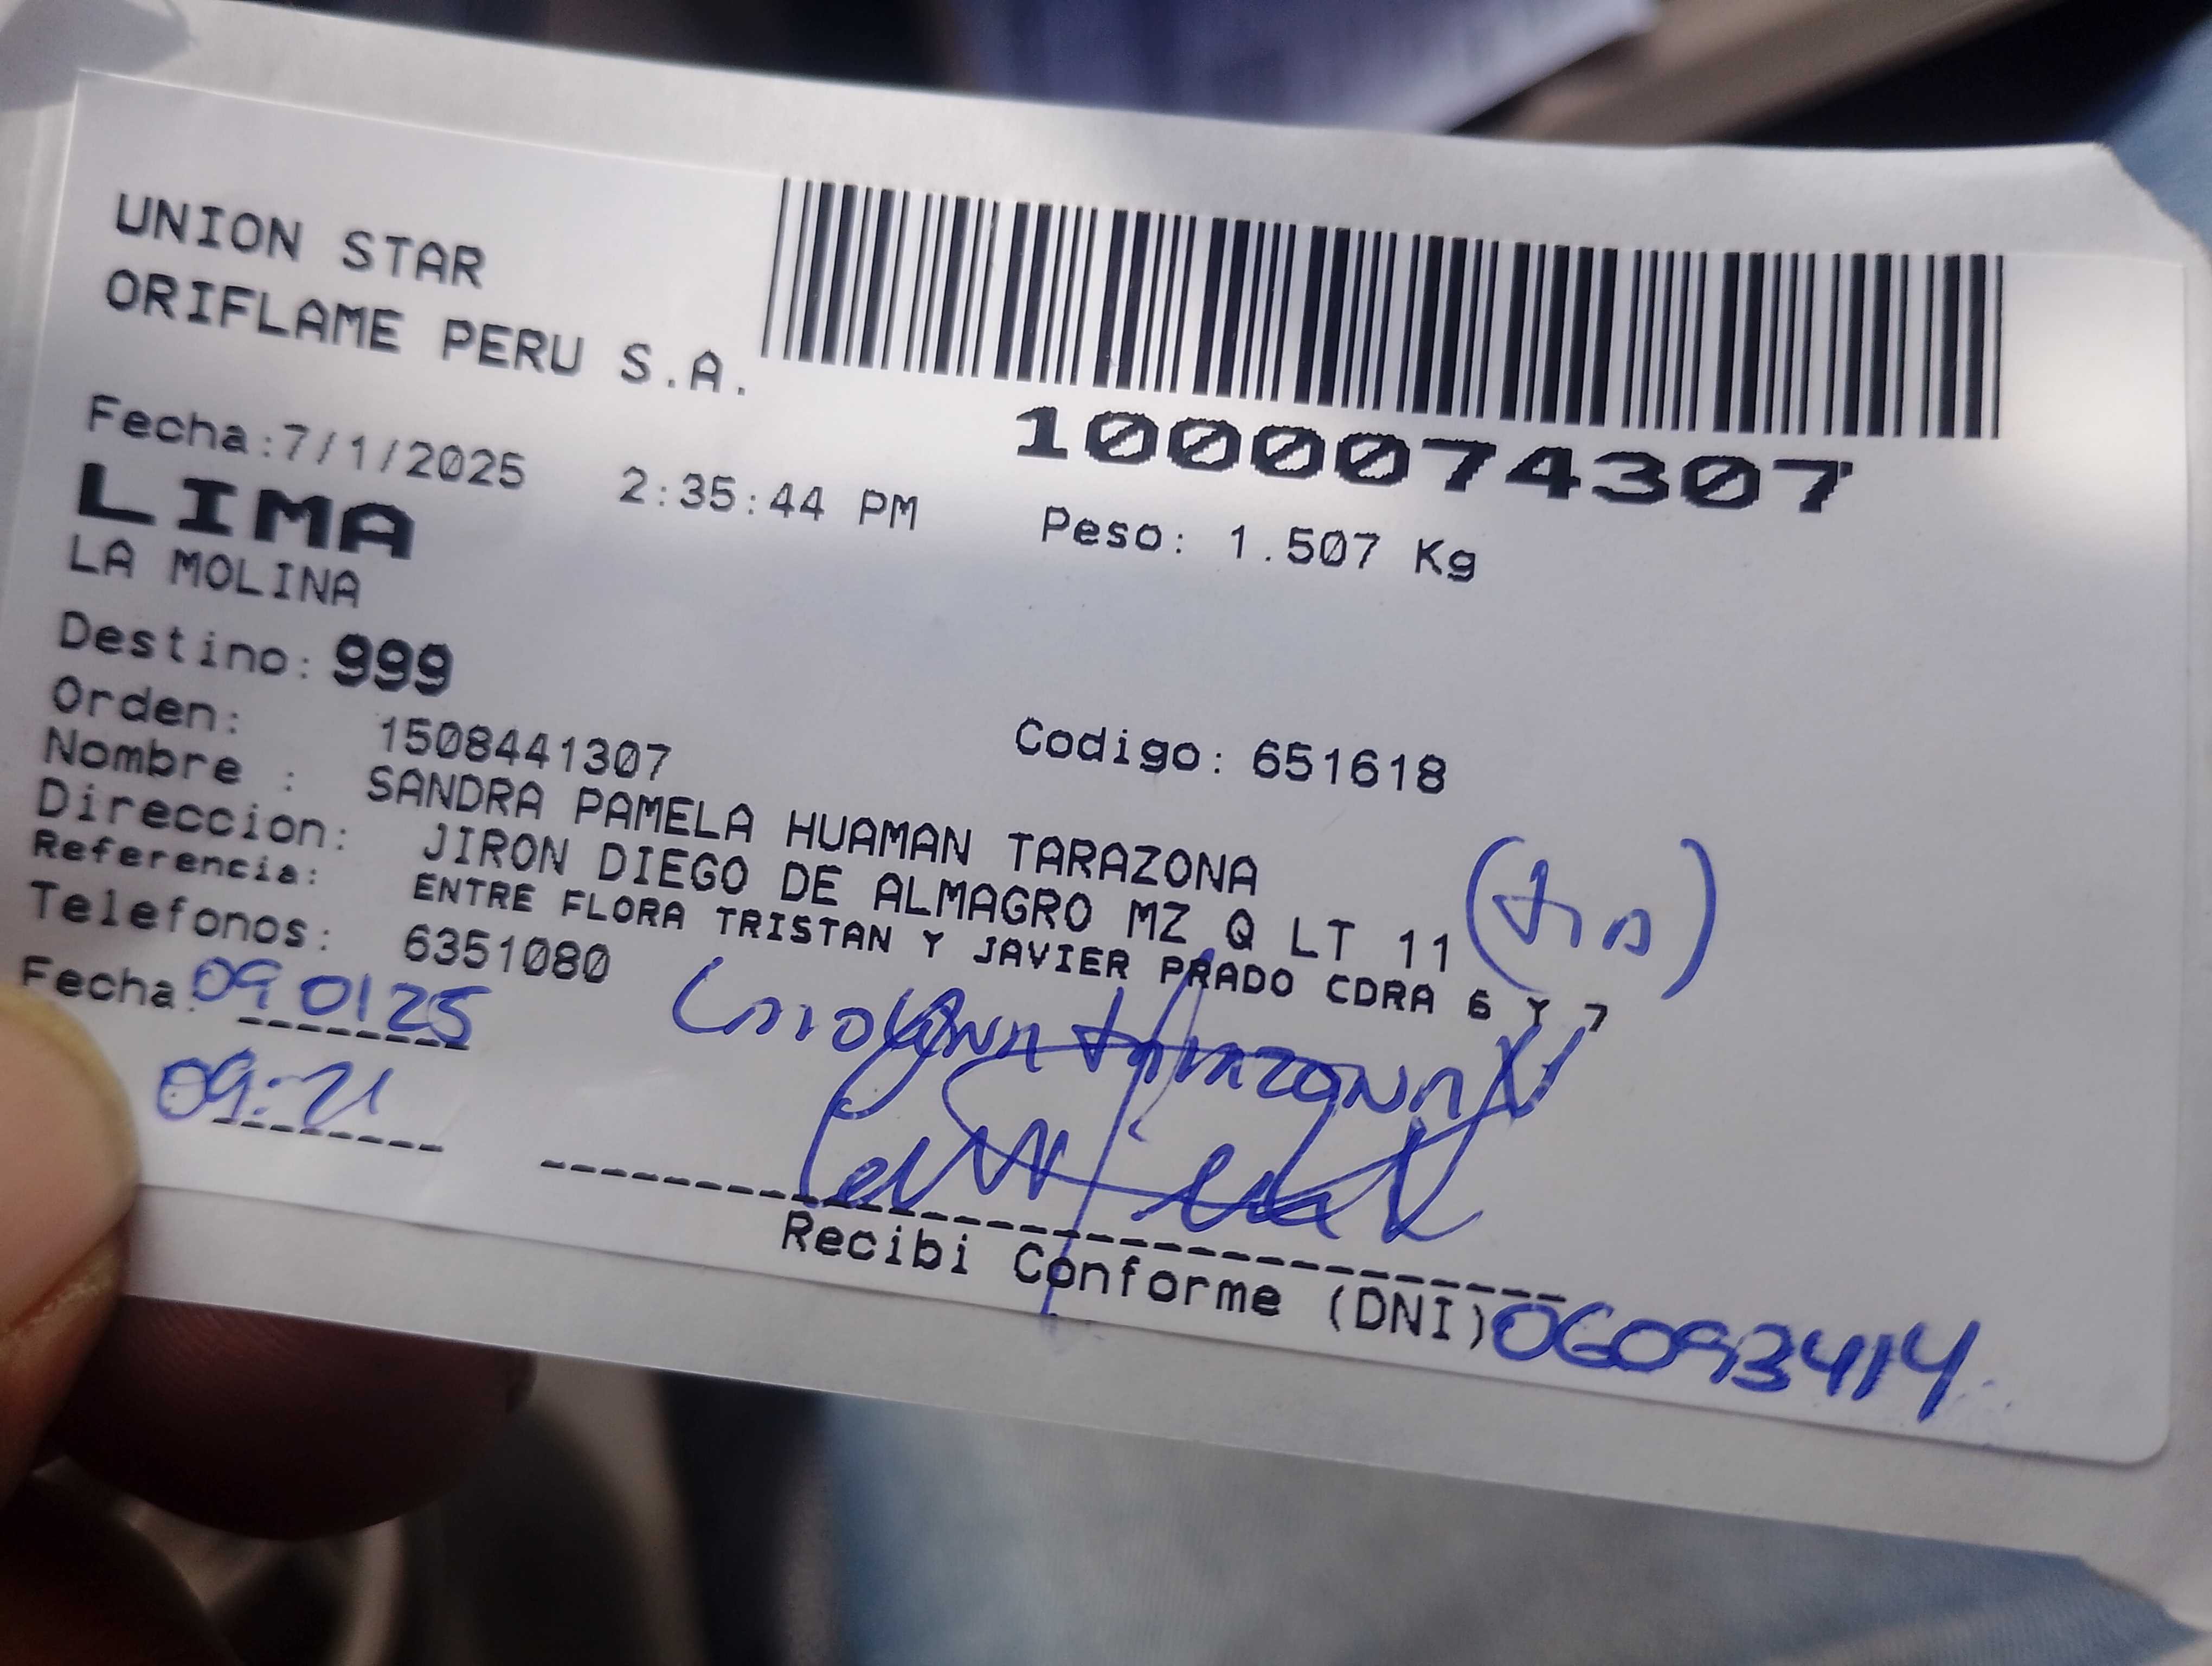 UNION STAR
ORIFLAME PERU S.A.
1000074307
Fecha:7/1/2025 2:35:44 PM
Peso: 1.507 Kg
LIMA
LA MOLINA
Destino: 999
Orden: 1508441307
Codigo: 651618
Nombre : SANDRA PAMELA HUAMAN TARAZONA
Direccion: JIRON DIEGO DE ALMAGRO MZ Q LT 11
(tia)
Referencia: ENTRE FLORA TRISTAN Y JAVIER PRADO CDRA 6 Y 7
Telefonos: 6351080
Fecha: 09 01 25
tarazona
09:21
Recibi Conforme (DNI) 06093414